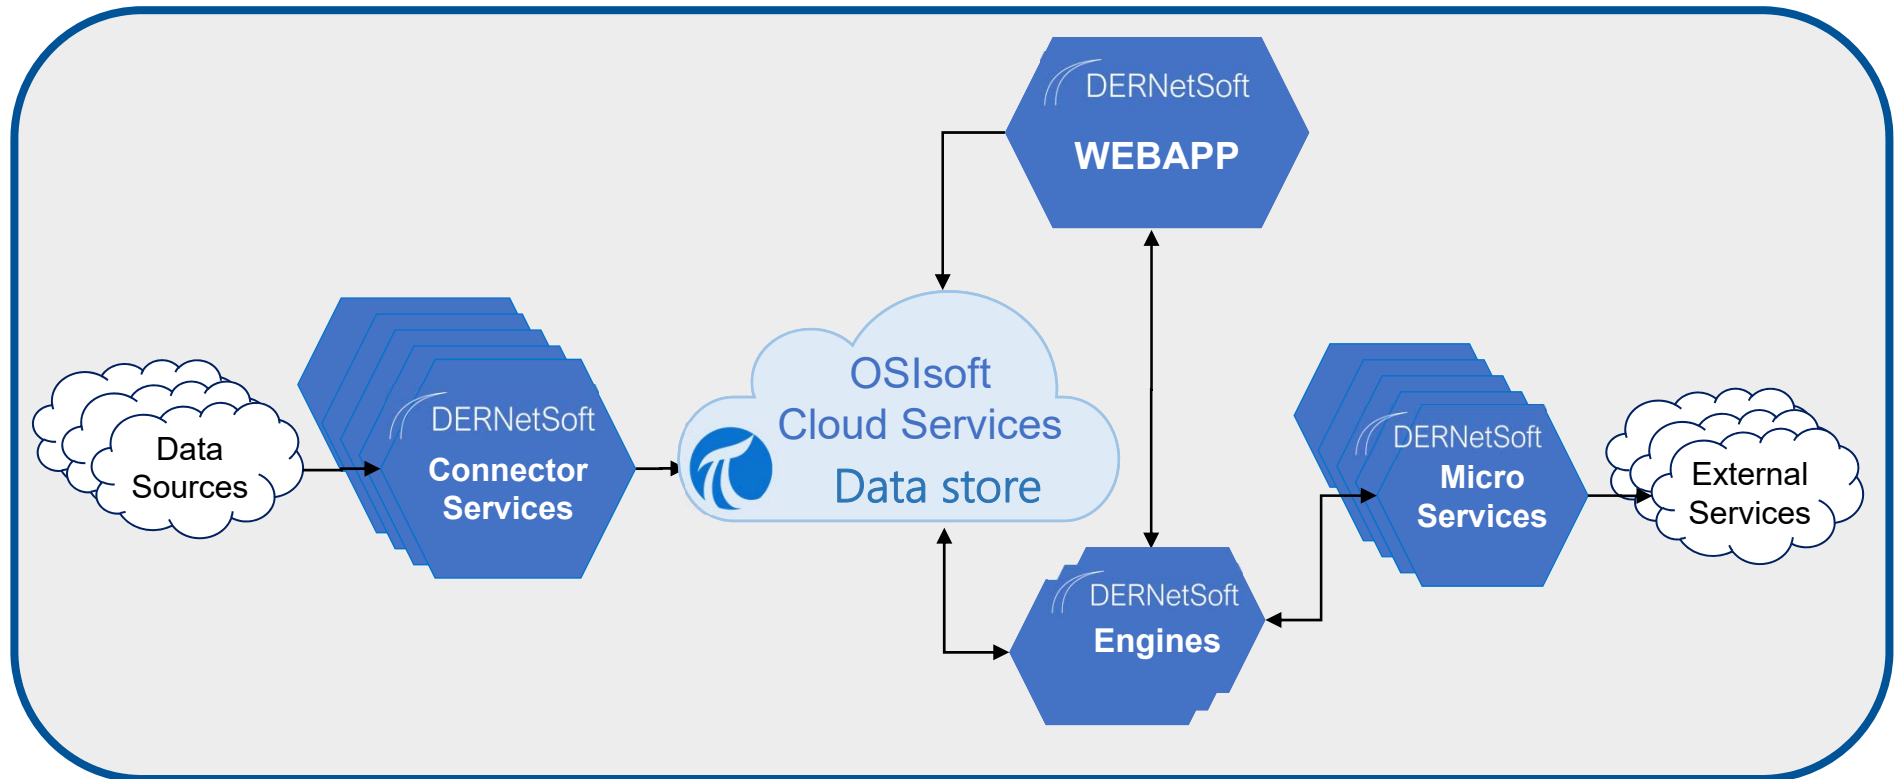 DERNetSoft
WEBAPP
Data
Sources
DERNetSoft
Connector
Services
OSIsoft
Cloud Services
Data store
DERNetSoft
Engines
DERNetSoft
Micro
Services
External
Services